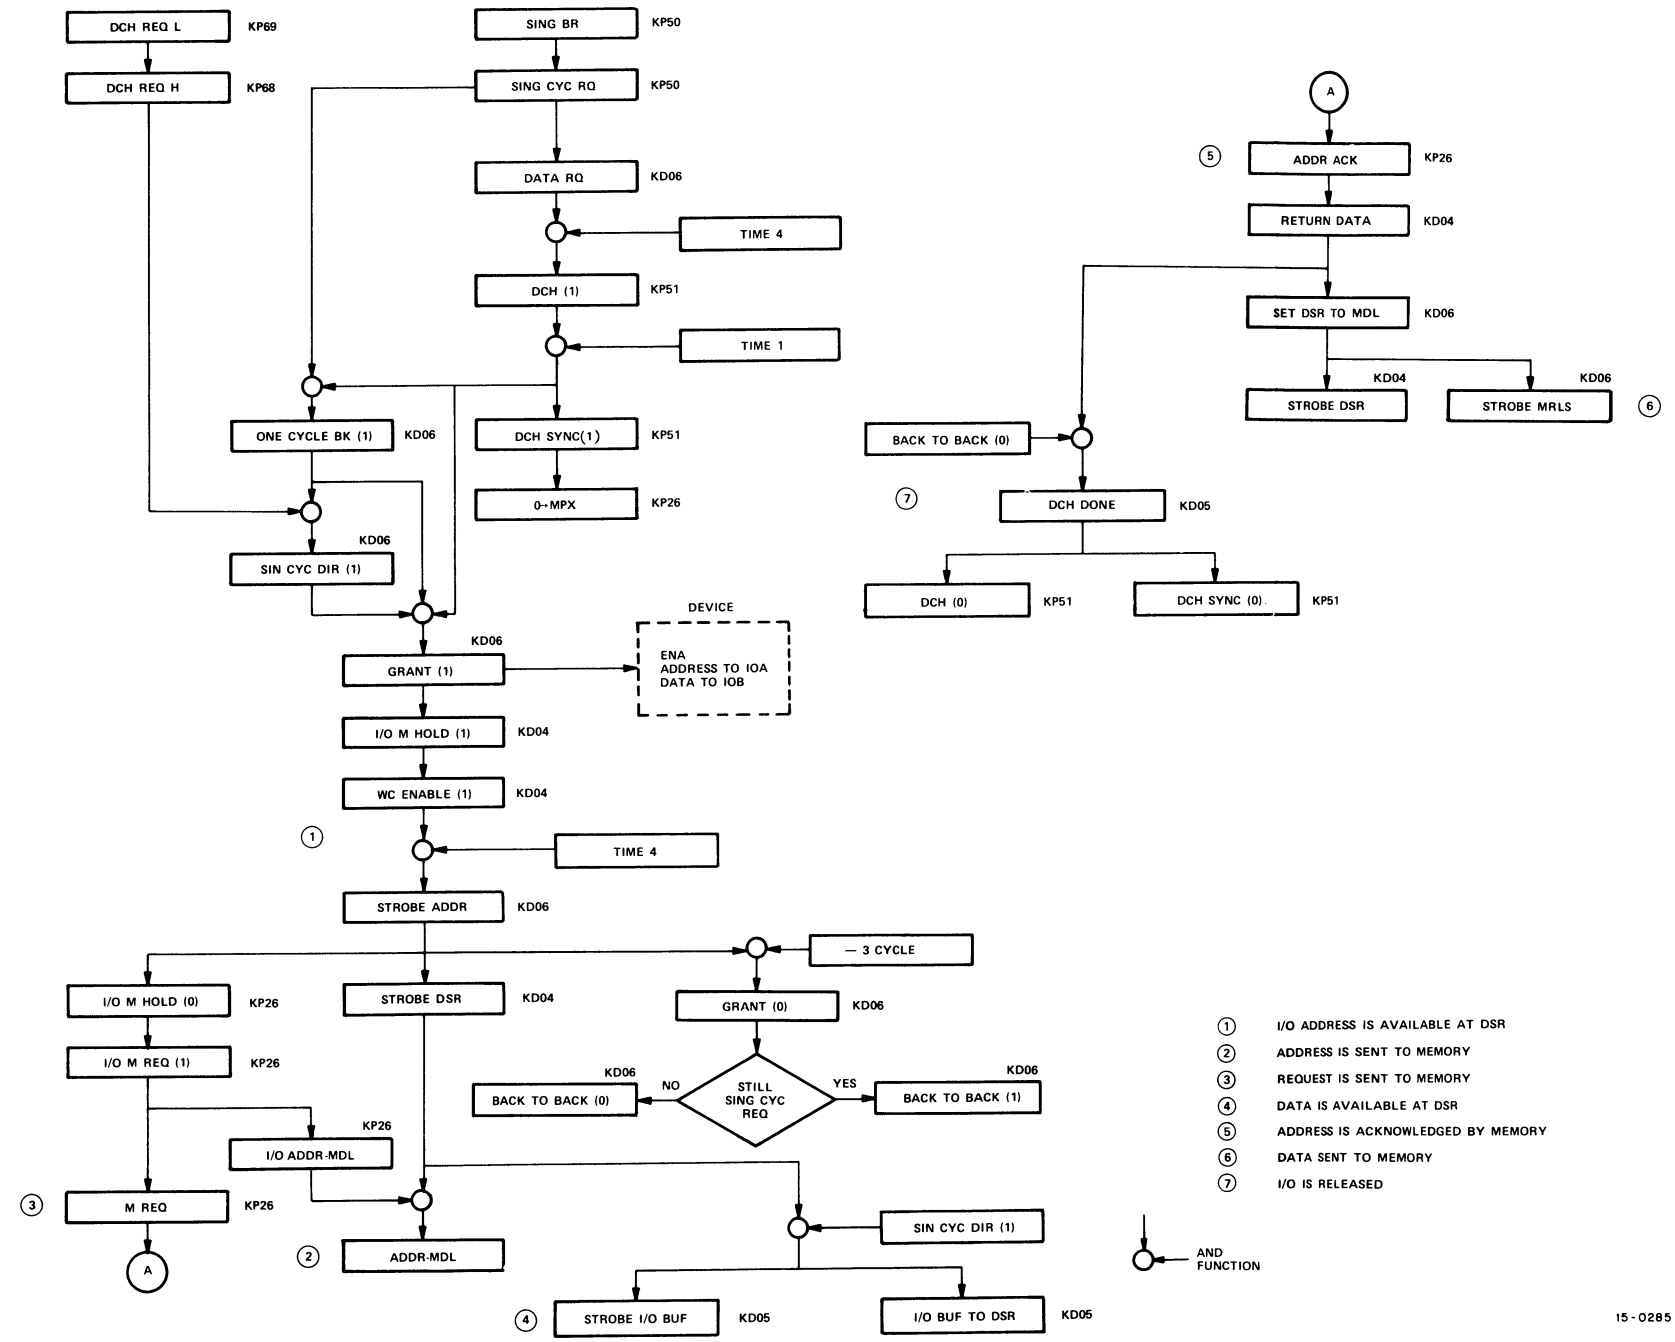 DCH REQ L KP69
DCH REQ H KP68
SING BR KP50
SING CYC RQ KP50
DATA RQ KD06
TIME 4
DCH (1) KP51
TIME 1
ONE CYCLE BK (1) KD06
DCH SYNC(1) KP51
0→MPX KP26
KD06
SIN CYC DIR (1)
KD06
GRANT (1)
DEVICE
ENA
ADDRESS TO IOA
DATA TO IOB
I/O M HOLD (1) KD04
WC ENABLE (1) KD04
1
TIME 4
STROBE ADDR KD06
— 3 CYCLE
I/O M HOLD (0) KP26
STROBE DSR KD04
GRANT (0) KD06
I/O M REQ (1) KP26
KD06
BACK TO BACK (0)
NO
STILL
SING CYC
REQ
YES
KD06
BACK TO BACK (1)
KP26
I/O ADDR-MDL
3
M REQ KP26
A
2
ADDR-MDL
SIN CYC DIR (1)
4
STROBE I/O BUF KD05
I/O BUF TO DSR KD05
A
5
ADDR ACK KP26
RETURN DATA KD04
SET DSR TO MDL KD06
KD04
STROBE DSR
KD06
STROBE MRLS
6
BACK TO BACK (0)
7
DCH DONE KD05
DCH (0) KP51
DCH SYNC (0). KP51
1 I/O ADDRESS IS AVAILABLE AT DSR
2 ADDRESS IS SENT TO MEMORY
3 REQUEST IS SENT TO MEMORY
4 DATA IS AVAILABLE AT DSR
5 ADDRESS IS ACKNOWLEDGED BY MEMORY
6 DATA SENT TO MEMORY
7 I/O IS RELEASED
AND
FUNCTION
15-0285